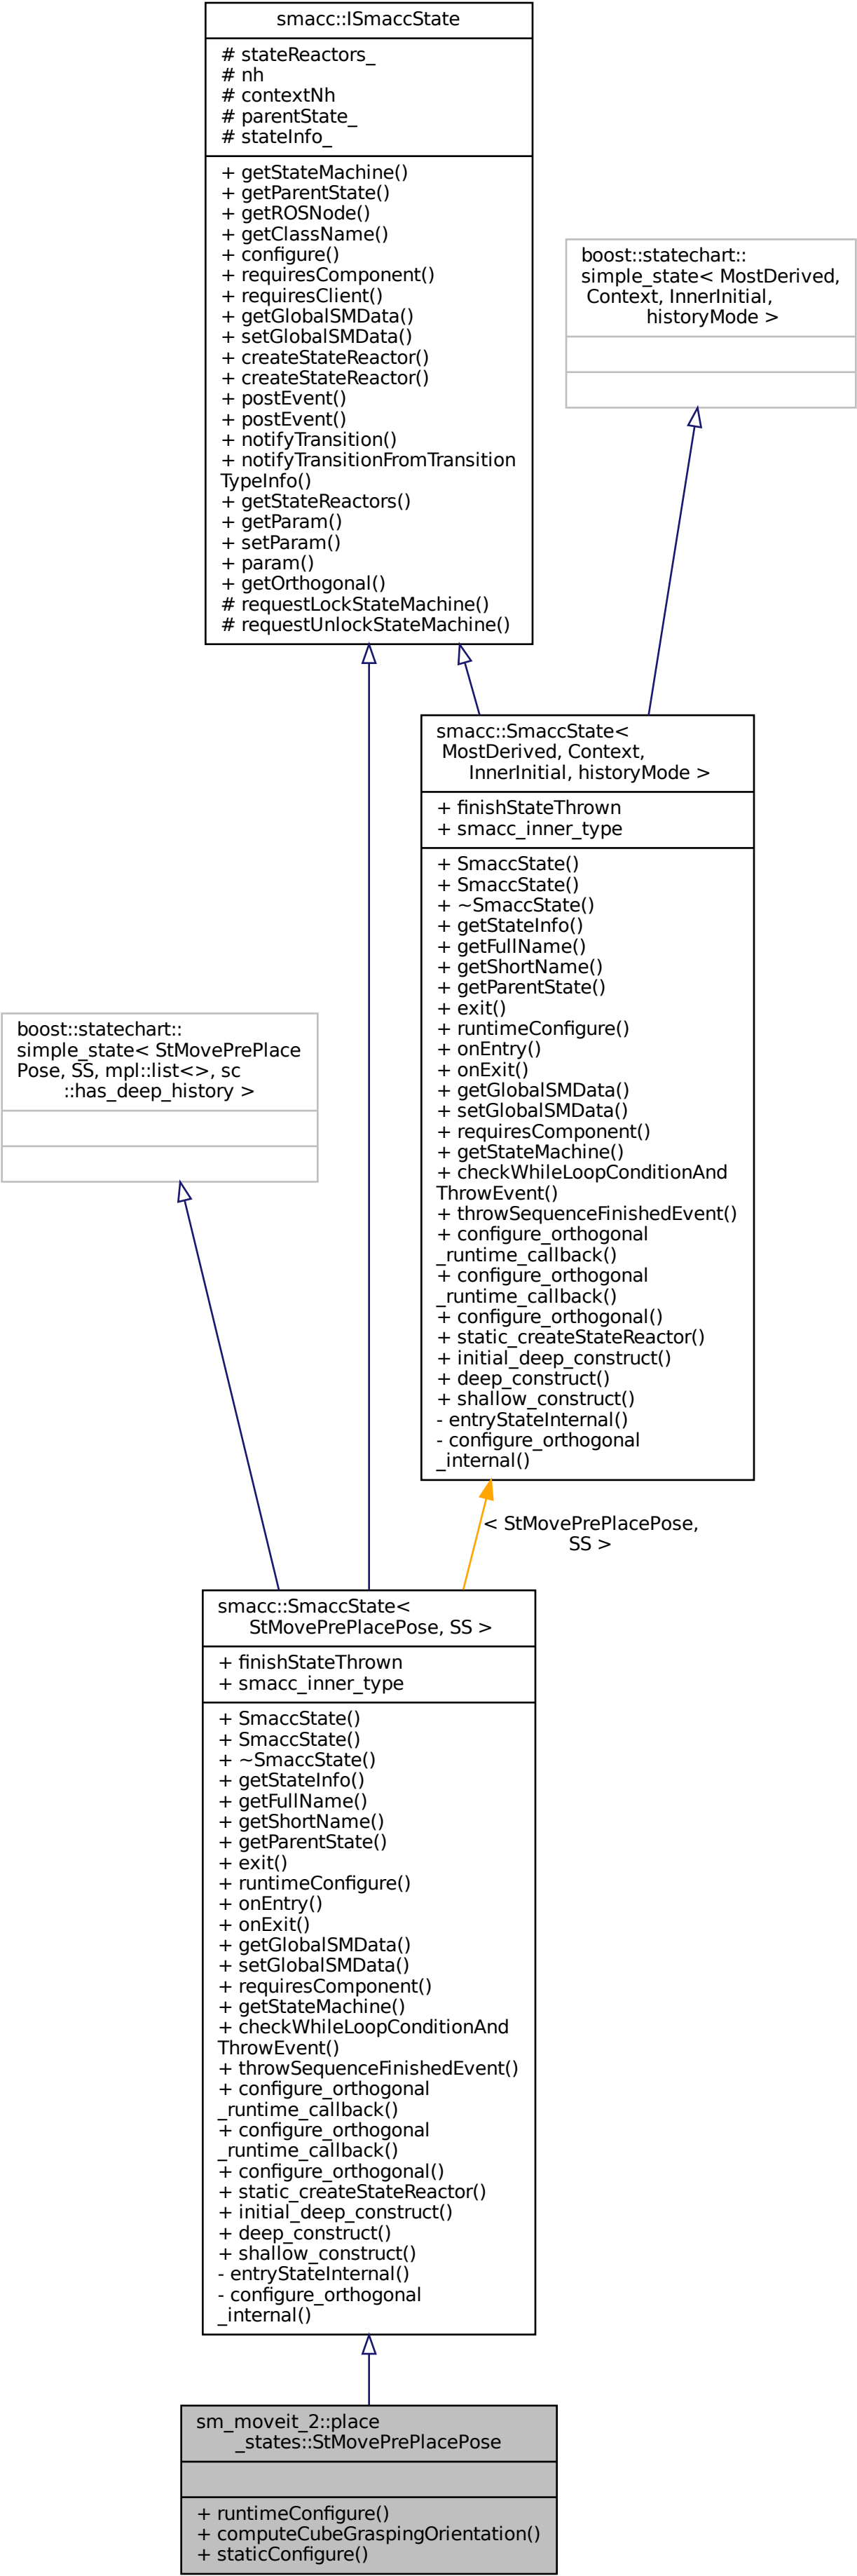 smacc::ISmaccState
# stateReactors_
# nh
# contextNh
# parentState_
# stateInfo_
+ getStateMachine()
+ getParentState()
+ getROSNode()
+ getClassName()
+ configure()
+ requiresComponent()
+ requiresClient()
+ getGlobalSMData()
+ setGlobalSMData()
+ createStateReactor()
+ createStateReactor()
+ postEvent()
+ postEvent()
+ notifyTransition()
+ notifyTransitionFromTransition
TypeInfo()
+ getStateReactors()
+ getParam()
+ setParam()
+ param()
+ getOrthogonal()
# requestLockStateMachine()
# requestUnlockStateMachine()
boost::statechart::
simple_state< MostDerived,
Context, InnerInitial,
historyMode >
smacc::SmaccState<
MostDerived, Context,
InnerInitial, historyMode >
+ finishStateThrown
+ smacc_inner_type
+ SmaccState()
+ SmaccState()
+ ~SmaccState()
+ getStateInfo()
+ getFullName()
+ getShortName()
+ getParentState()
+ exit()
+ runtimeConfigure()
+ onEntry()
+ onExit()
+ getGlobalSMData()
+ setGlobalSMData()
+ requiresComponent()
+ getStateMachine()
+ checkWhileLoopConditionAnd
ThrowEvent()
+ throwSequenceFinishedEvent()
+ configure_orthogonal
_runtime_callback()
+ configure_orthogonal
_runtime_callback()
+ configure_orthogonal()
+ static_createStateReactor()
+ initial_deep_construct()
+ deep_construct()
+ shallow_construct()
- entryStateInternal()
- configure_orthogonal
_internal()
boost::statechart::
simple_state< StMovePrePlace
Pose, SS, mpl::list<>, sc
::has_deep_history >
< StMovePrePlacePose,
SS >
smacc::SmaccState<
StMovePrePlacePose, SS >
+ finishStateThrown
+ smacc_inner_type
+ SmaccState()
+ SmaccState()
+ ~SmaccState()
+ getStateInfo()
+ getFullName()
+ getShortName()
+ getParentState()
+ exit()
+ runtimeConfigure()
+ onEntry()
+ onExit()
+ getGlobalSMData()
+ setGlobalSMData()
+ requiresComponent()
+ getStateMachine()
+ checkWhileLoopConditionAnd
ThrowEvent()
+ throwSequenceFinishedEvent()
+ configure_orthogonal
_runtime_callback()
+ configure_orthogonal
_runtime_callback()
+ configure_orthogonal()
+ static_createStateReactor()
+ initial_deep_construct()
+ deep_construct()
+ shallow_construct()
- entryStateInternal()
- configure_orthogonal
_internal()
sm_moveit_2::place
_states::StMovePrePlacePose
+ runtimeConfigure()
+ computeCubeGraspingOrientation()
+ staticConfigure()